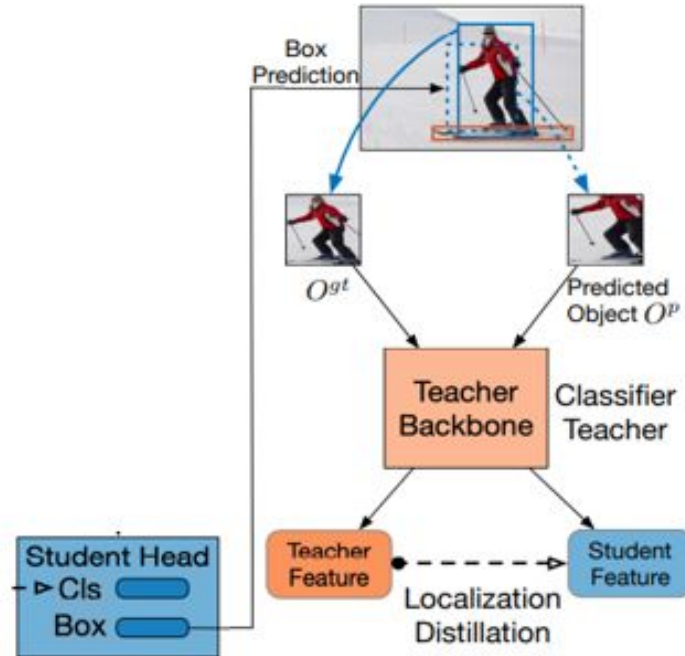 Box
Prediction
O^{gt}
Predicted
Object O^{p}
Teacher
Backbone
Classifier
Teacher
Student Head
Cls
Box
Teacher
Feature
Student
Feature
Localization
Distillation